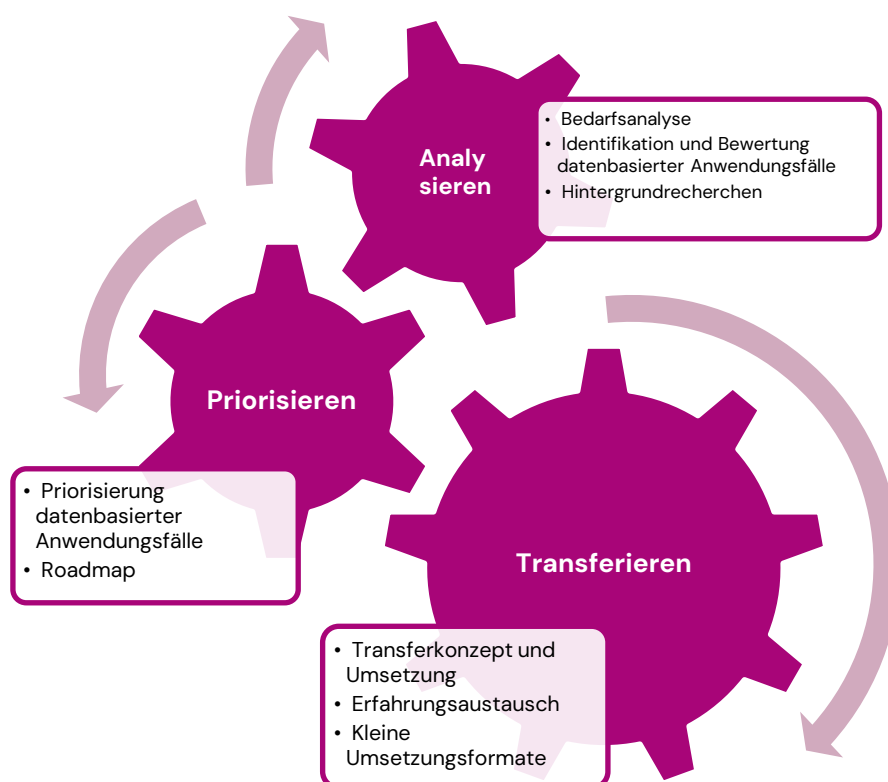 Analy
sieren
• Bedarfsanalyse
• Identifikation und Bewertung
datenbasierter Anwendungsfälle
• Hintergrundrecherchen
Priorisieren
• Priorisierung
datenbasierter
Anwendungsfälle
• Roadmap
Transferieren
• Transferkonzept und
Umsetzung
• Erfahrungsaustausch
• Kleine
Umsetzungsformate